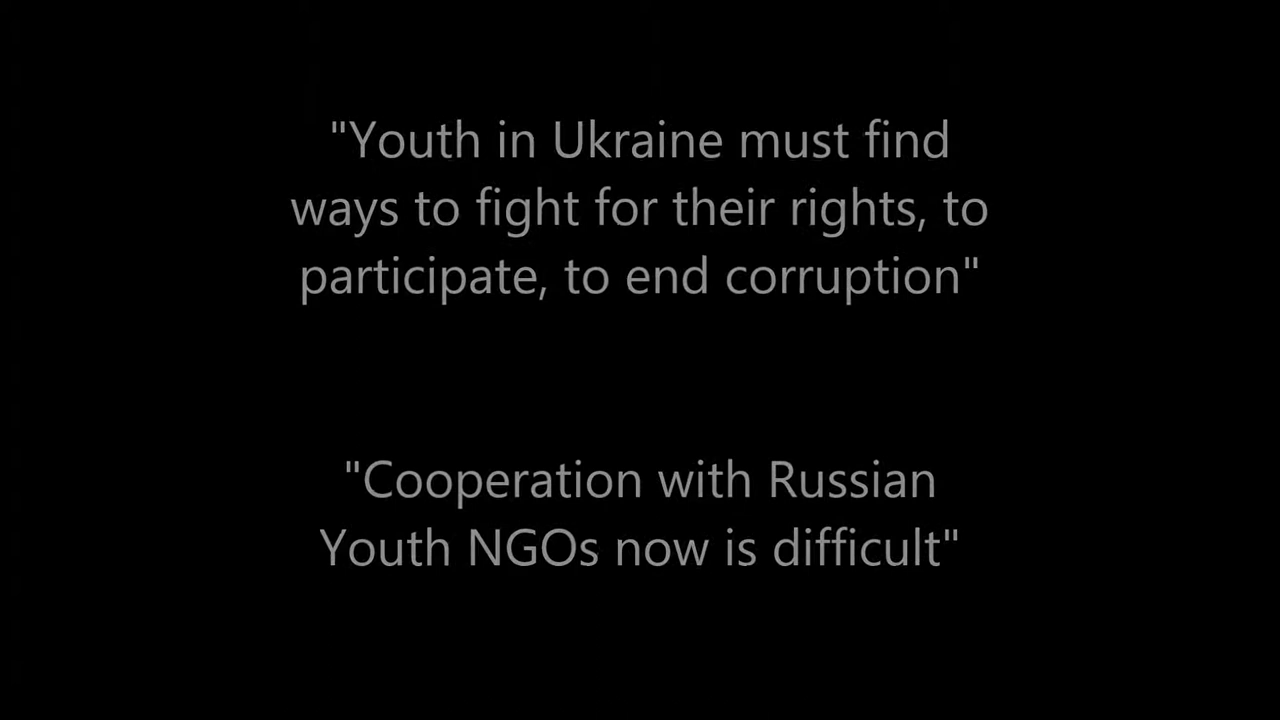 "Youth in Ukraine must find
ways to fight for their rights, to
participate, to end corruption"
"Cooperation with Russian
Youth NGOs now is difficult"